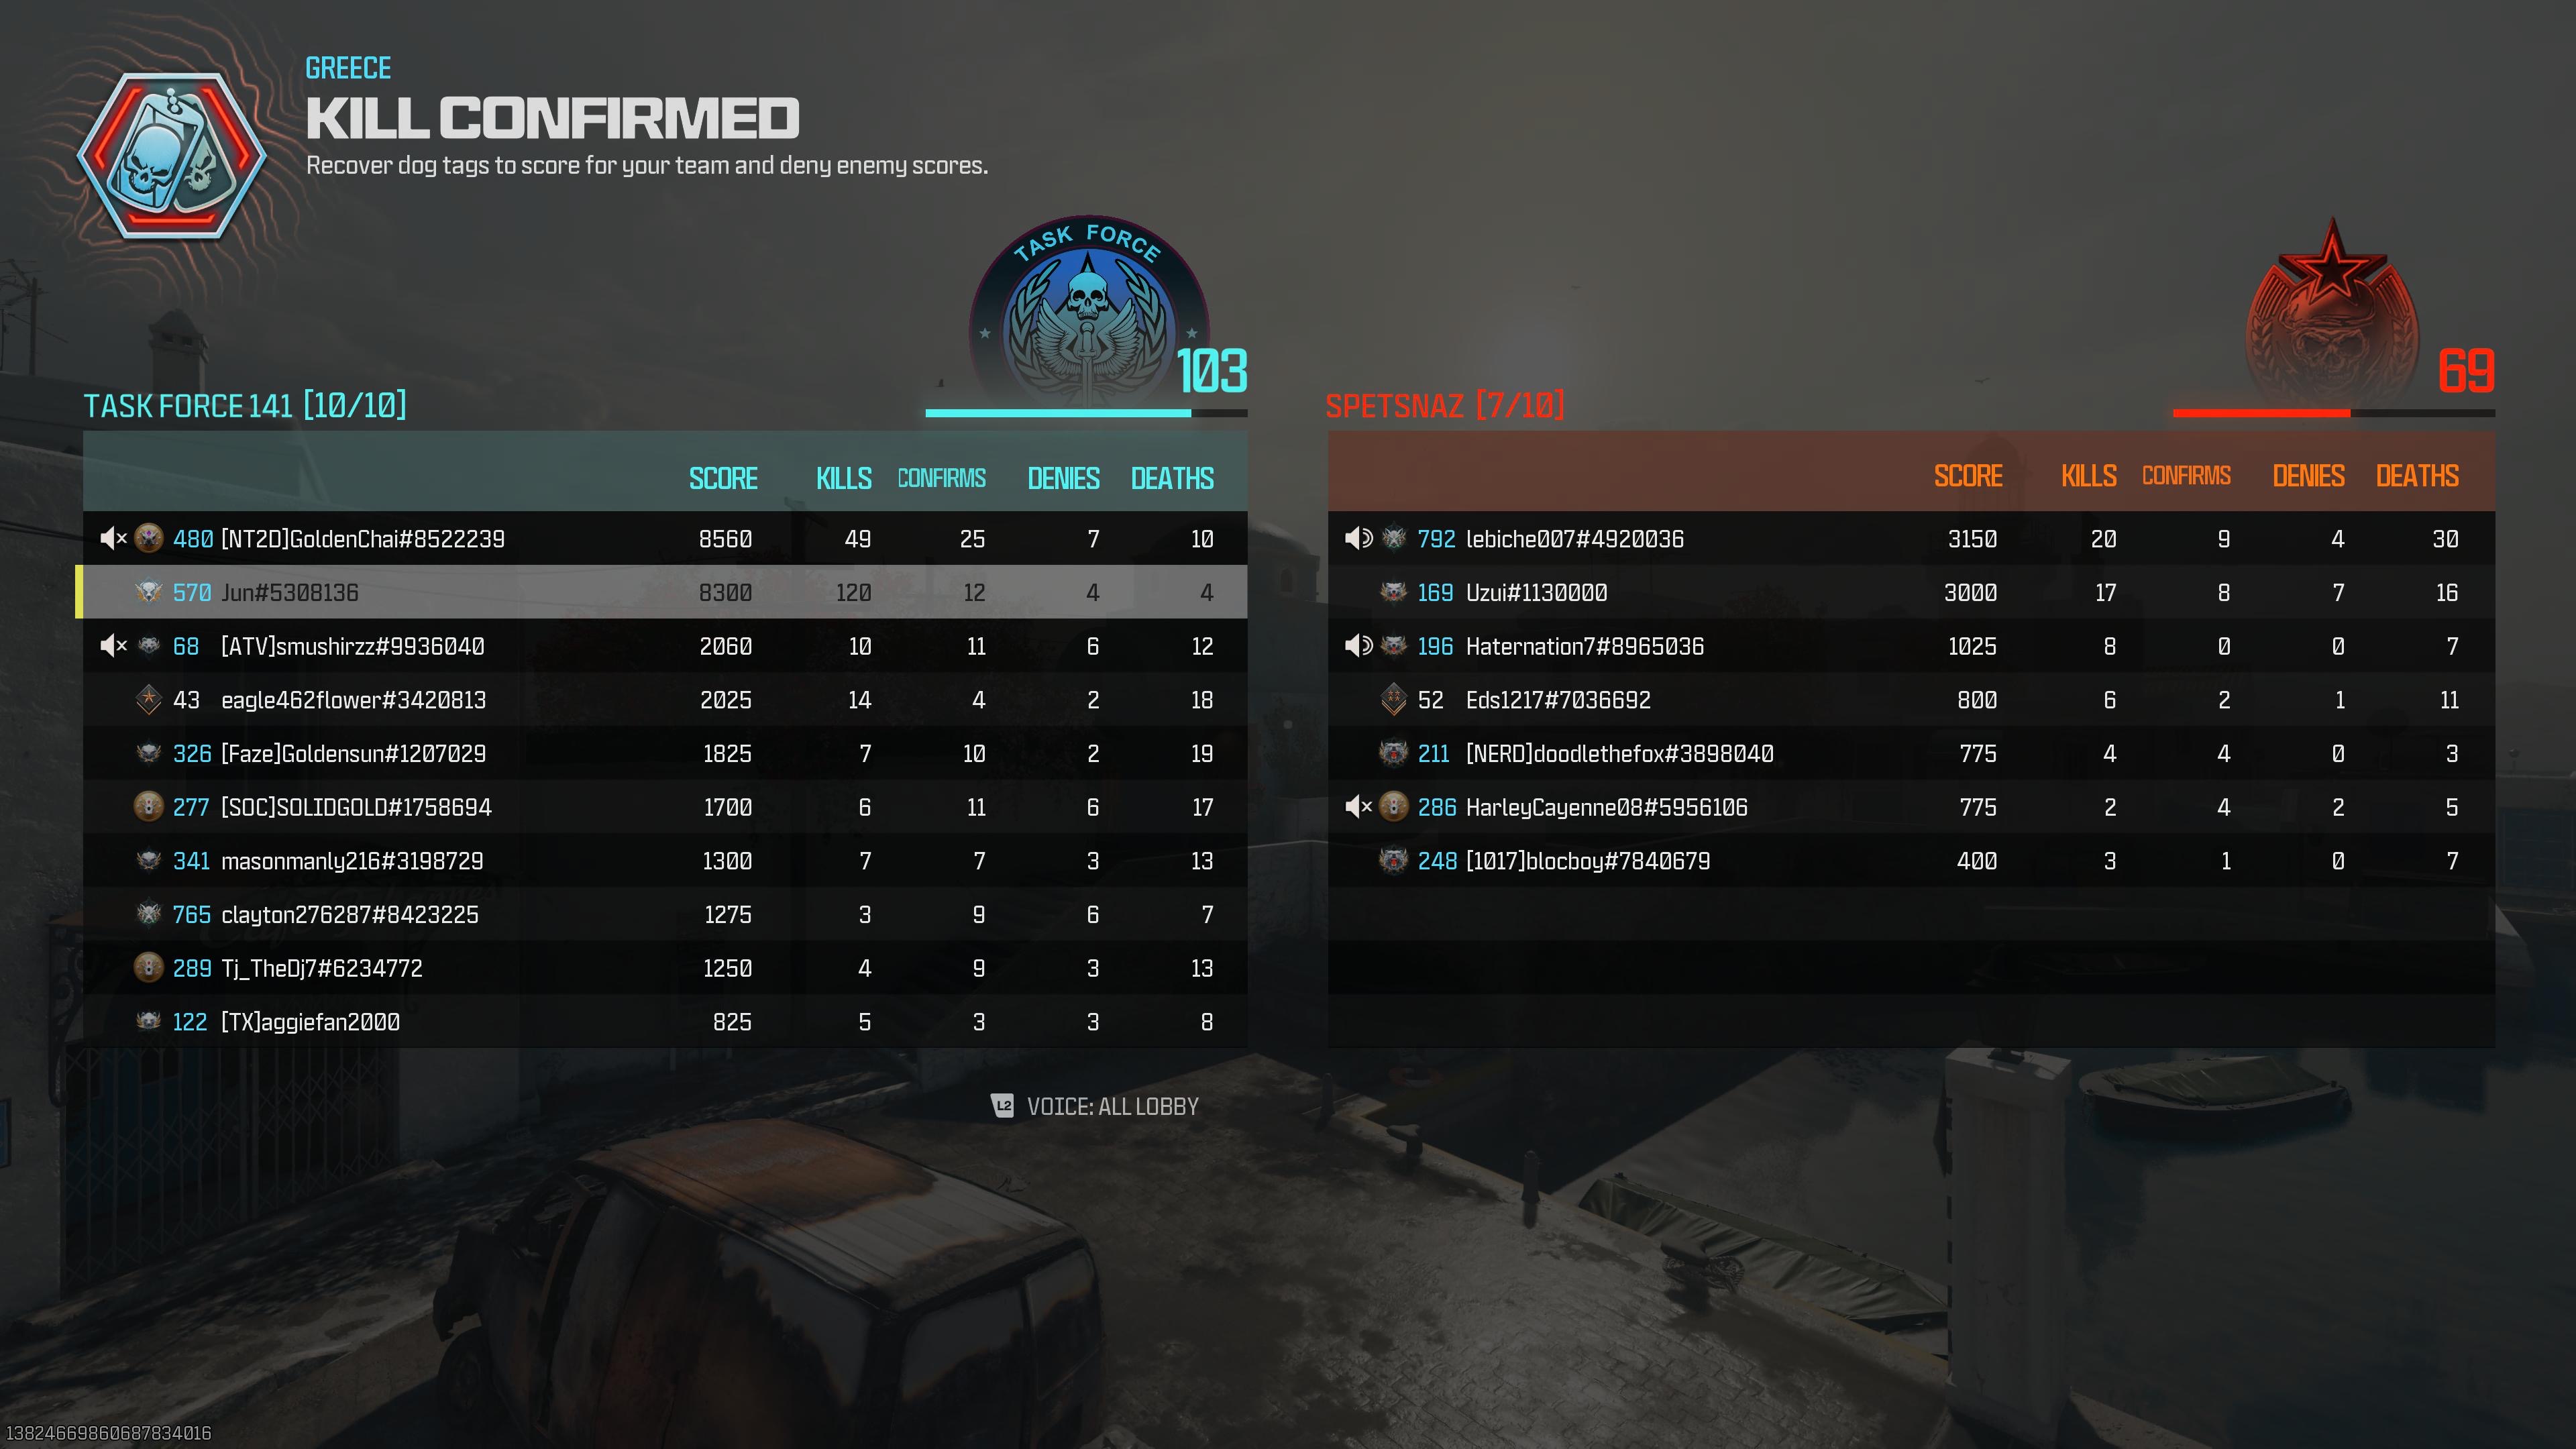 GREECE
KILL CONFIRMED
Recover dog tags to score for your team and deny enemy scores.
TASK FORCE
103
TASK FORCE 141 [10/10]
SCORE KILLS CONFIRMS DENIES DEATHS
480 [NT2D]GoldenChai#8522239 8560 49 25 7 10
570 Jun#5308136 8300 120 12 4 4
68 [ATV]smushirzz#9936040 2060 10 11 6 12
43 eagle462flower#3420813 2025 14 4 2 18
326 [Faze]Goldensun#1207029 1825 7 10 2 19
277 [SOC]SOLIDGOLD#1758694 1700 6 11 6 17
341 masonmanly216#3198729 1300 7 7 3 13
765 clayton276287#8423225 1275 3 9 6 7
289 Tj_TheDj7#6234772 1250 4 9 3 13
122 [TX]aggiefan2000 825 5 3 3 8
69
SPETSNAZ [7/10]
SCORE KILLS CONFIRMS DENIES DEATHS
792 lebiche007#4920036 3150 20 9 4 30
169 Uzui#1130000 3000 17 8 7 16
196 Haternation7#8965036 1025 8 0 0 7
52 Eds1217#7036692 800 6 2 1 11
211 [NERD]doodlethefox#3898040 775 4 4 0 3
286 HarleyCayenne08#5956106 775 2 4 2 5
248 [1017]blocboy#7840679 400 3 1 0 7
L2 VOICE: ALL LOBBY
13824669860687834016